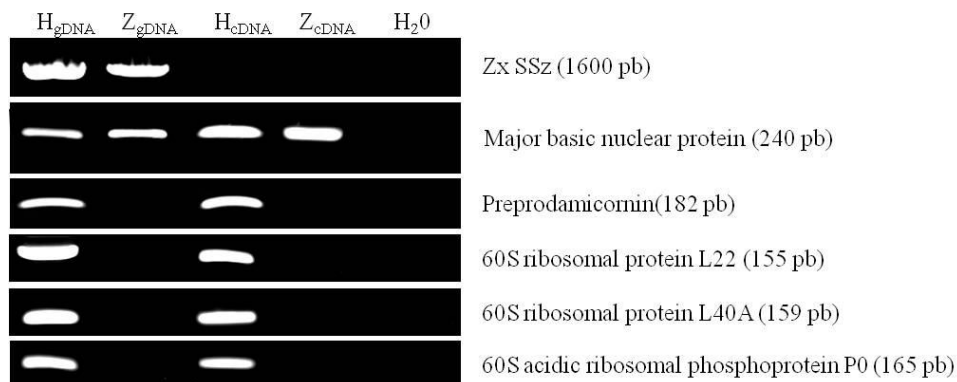 HgDNA ZgDNA HcDNA ZcDNA H20
Zx SSz (1600 pb)
Major basic nuclear protein (240 pb)
Preprodamicornin(182 pb)
60S ribosomal protein L22 (155 pb)
60S ribosomal protein L40A (159 pb)
60S acidic ribosomal phosphoprotein P0 (165 pb)